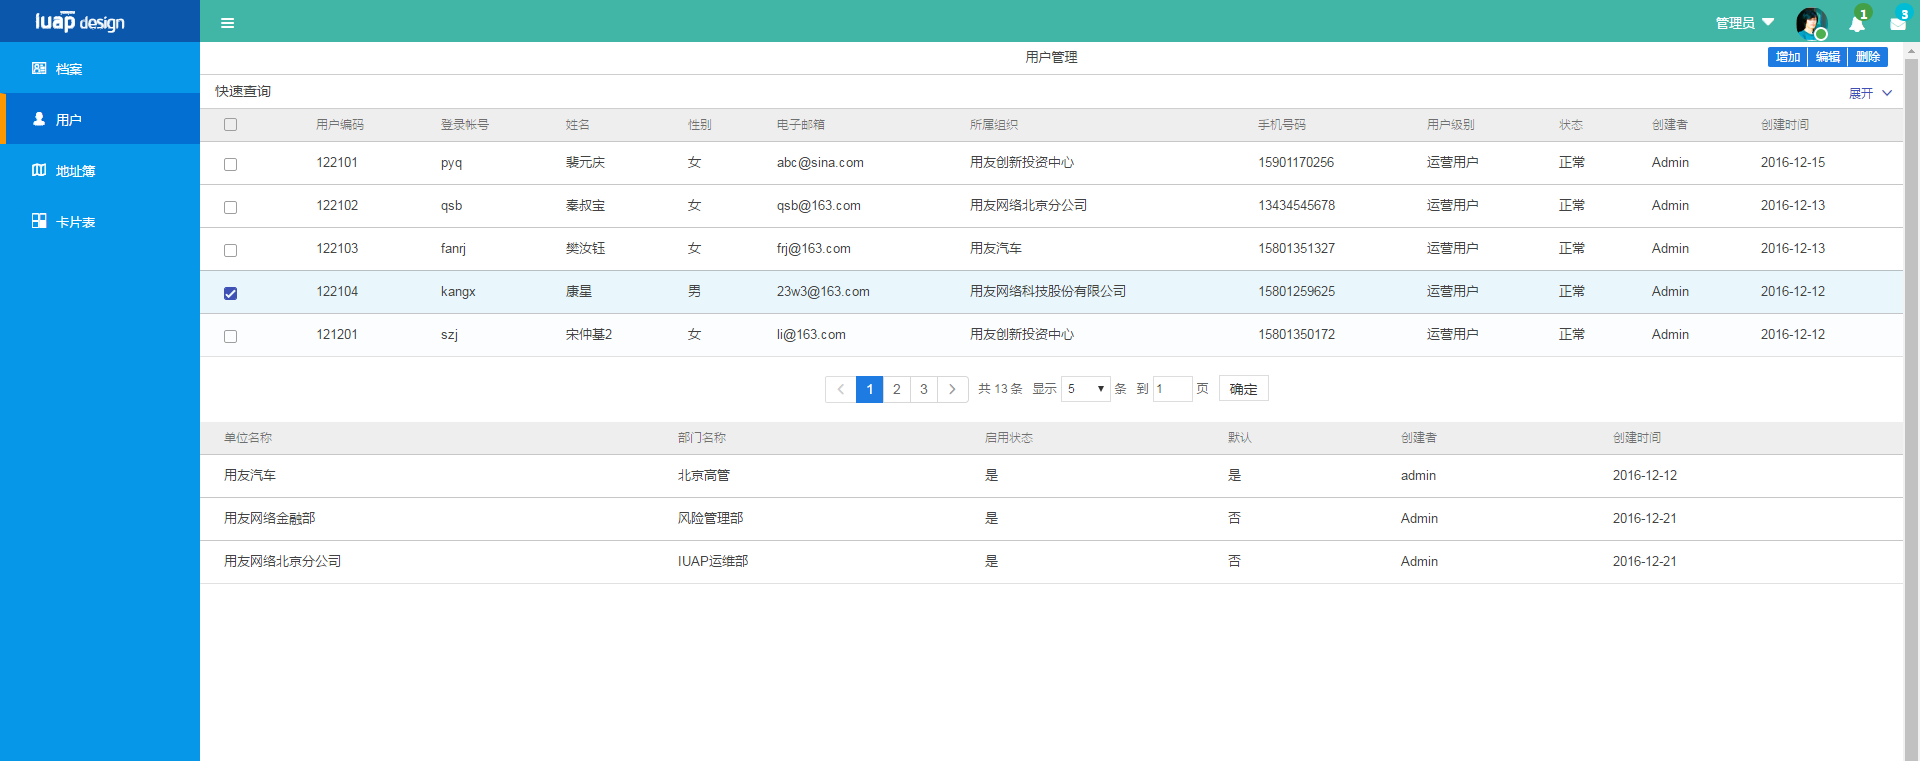 iuap design
管理员 1 3
档案
用户
地址簿
卡片表
用户管理 增加 编辑 删除
快速查询 展开
用户编码 登录帐号 姓名 性别 电子邮箱 所属组织 手机号码 用户级别 状态 创建者 创建时间
122101 pyq 裴元庆 女 abc@sina.com 用友创新投资中心 15901170256 运营用户 正常 Admin 2016-12-15
122102 qsb 秦叔宝 女 qsb@163.com 用友网络北京分公司 13434545678 运营用户 正常 Admin 2016-12-13
122103 fanrj 樊汝钰 女 frj@163.com 用友汽车 15801351327 运营用户 正常 Admin 2016-12-13
122104 kangx 康星 男 23w3@163.com 用友网络科技股份有限公司 15801259625 运营用户 正常 Admin 2016-12-12
121201 szj 宋仲基2 女 li@163.com 用友创新投资中心 15801350172 运营用户 正常 Admin 2016-12-12
1 2 3 共 13 条 显示 5 条 到 1 页 确定
单位名称 部门名称 启用状态 默认 创建者 创建时间
用友汽车 北京高管 是 是 admin 2016-12-12
用友网络金融部 风险管理部 是 否 Admin 2016-12-21
用友网络北京分公司 IUAP运维部 是 否 Admin 2016-12-21